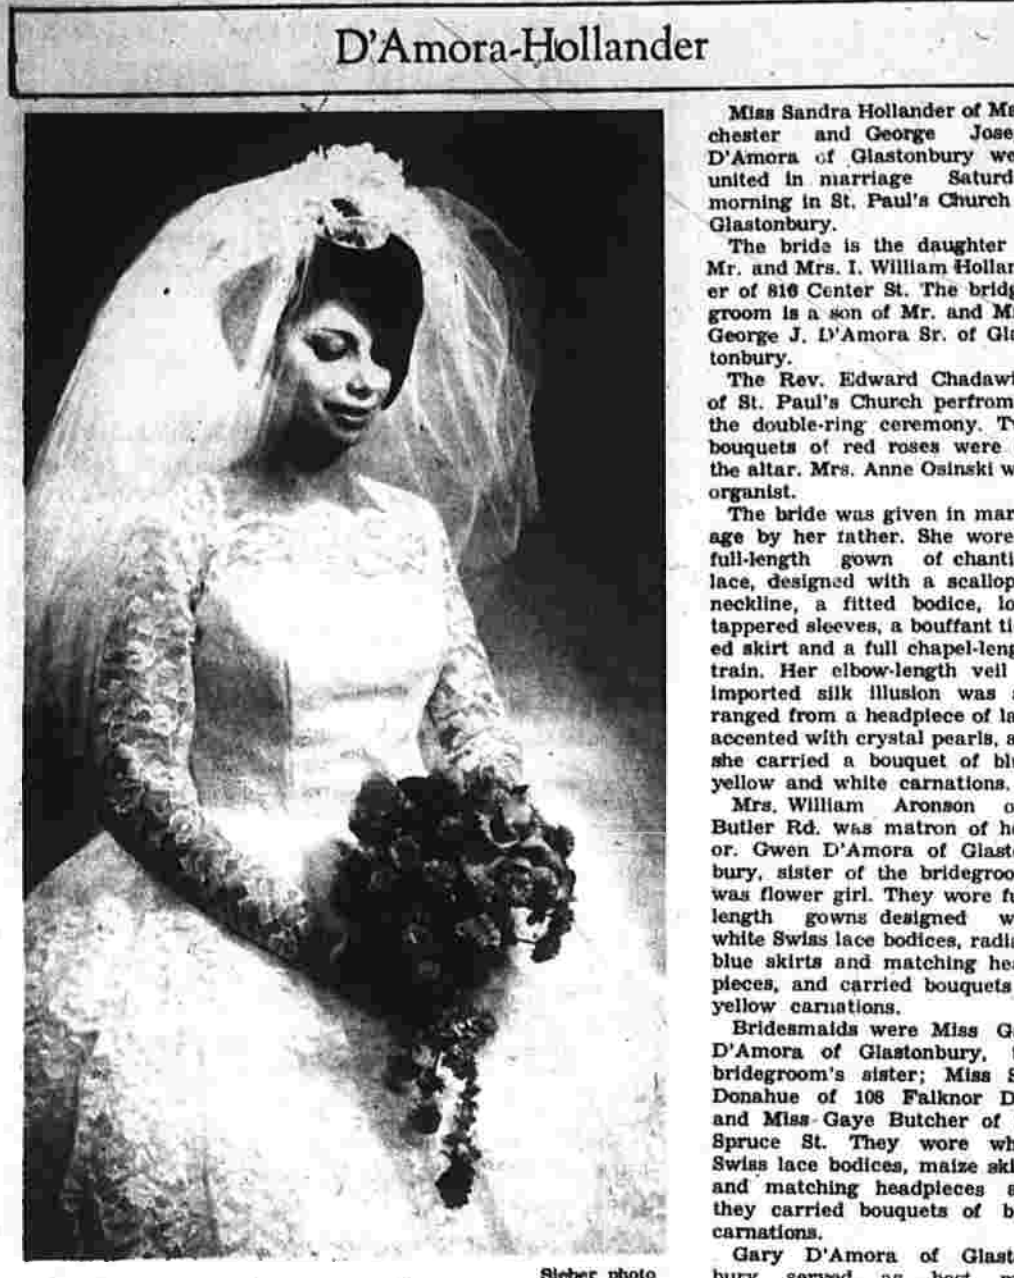 D'Amora-Hollander
Miss Sandra Hollander of Ma
chester and George Jose
D'Amora of Glastonbury we
united in marriage Saturd
morning in St. Paul's Church
Glastonbury.
The bride is the daughter
Mr. and Mrs. I. William Hollan
er of 816 Center St. The bridg
groom is a son of Mr. and M
George J. D'Amora Sr. of Gla
tonbury.
The Rev. Edward Chadawi
of St. Paul's Church perfrom
the double-ring ceremony. Tw
bouquets of red roses were
the altar. Mrs. Anne Osinski w
organist.
The bride was given in mar
age by her father. She wore
full-length gown of chanti
lace, designed with a scallop
neckline, a fitted bodice, lo
tappered sleeves, a bouffant ti
ed skirt and a full chapel-leng
train. Her elbow-length veil
imported silk illusion was
ranged from a headpiece of la
accented with crystal pearls, a
she carried a bouquet of blu
yellow and white carnations.
Mrs. William Aronson o
Butler Rd. was matron of ho
or. Gwen D'Amora of Glasto
bury, sister of the bridegroo
was flower girl. They wore fu
length gowns designed w
white Swiss lace bodices, radia
blue skirts and matching hea
pieces, and carried bouquets
yellow carnations.
Bridesmaids were Miss Ga
D'Amora of Glastonbury, t
bridegroom's sister; Miss S
Donahue of 108 Falknor D
and Miss Gaye Butcher of
Spruce St. They wore wh
Swiss lace bodices, maize ski
and matching headpieces a
they carried bouquets of b
carnations.
Gary D'Amora of Glast
bury served as best
Sieber photo